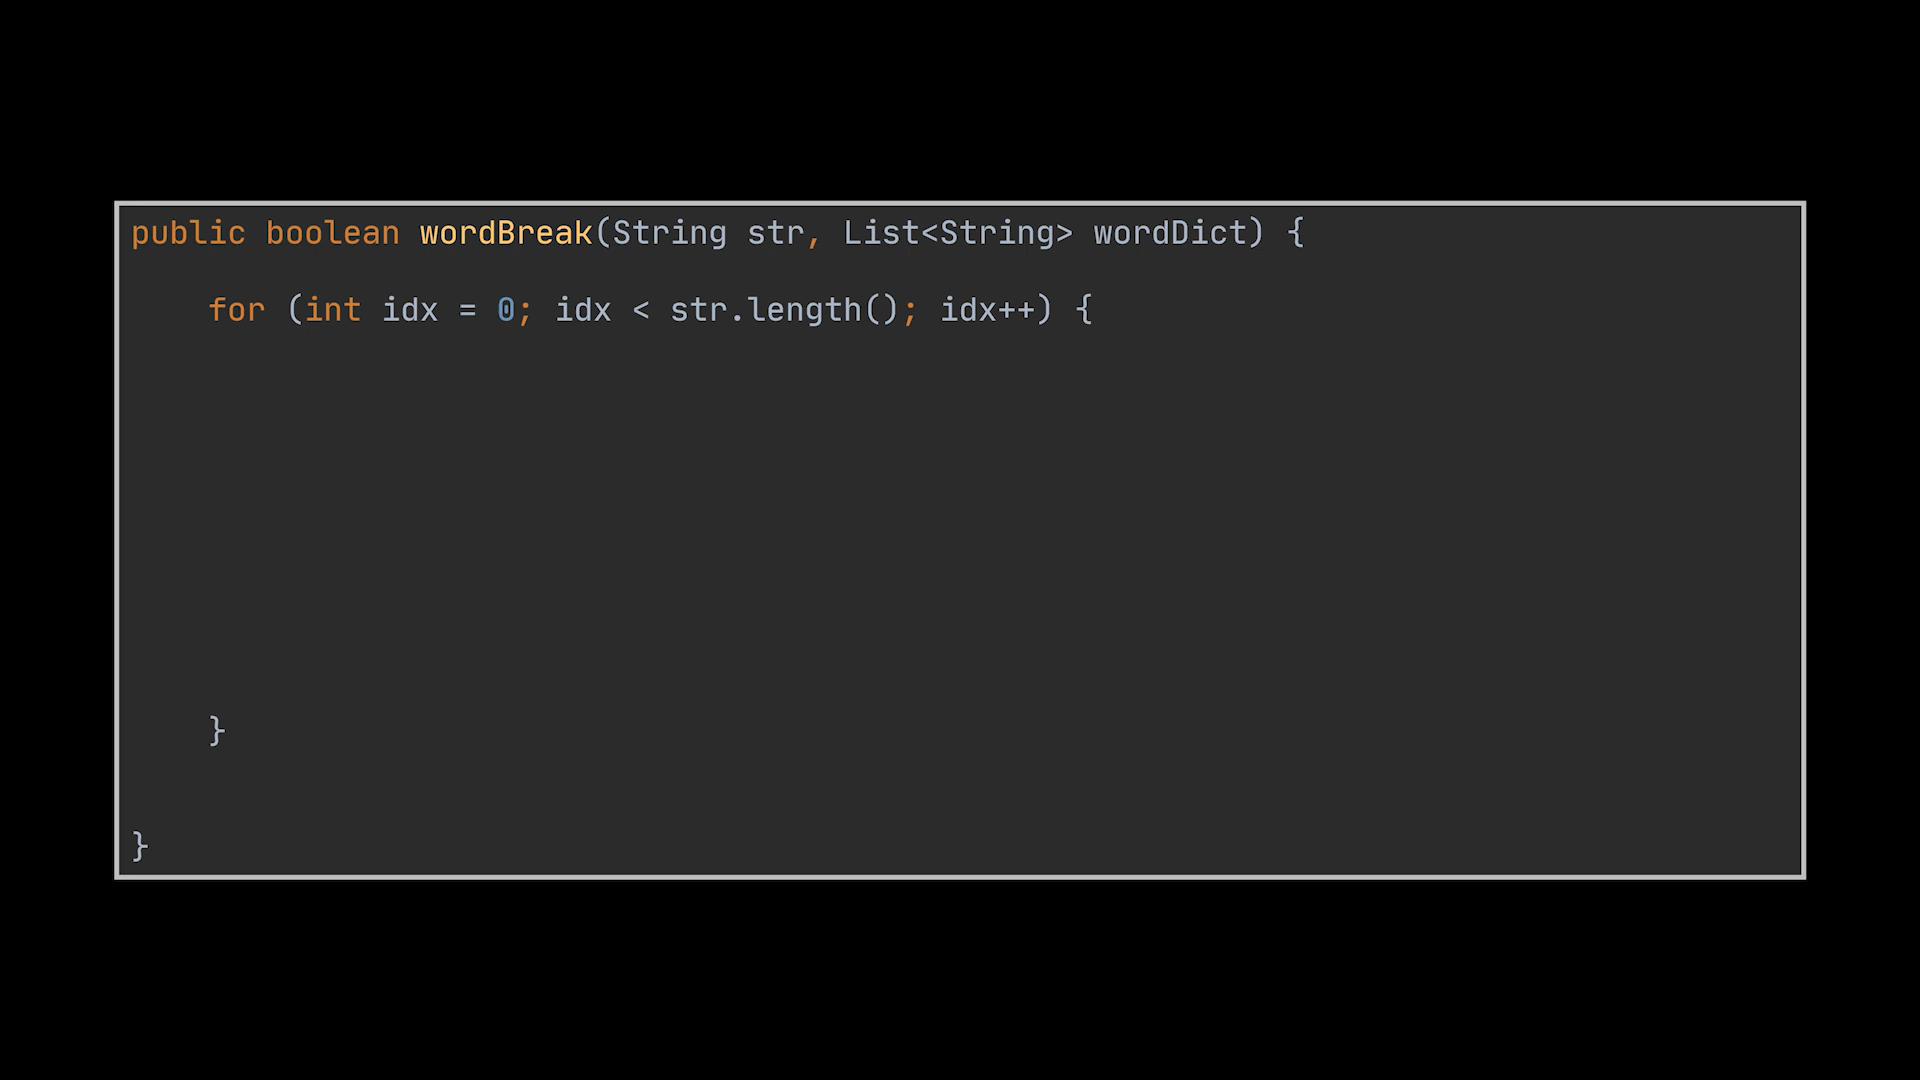 public boolean wordBreak(String str, List<String> wordDict) {
    for (int idx = 0; idx < str.length(); idx++) {
    }
}